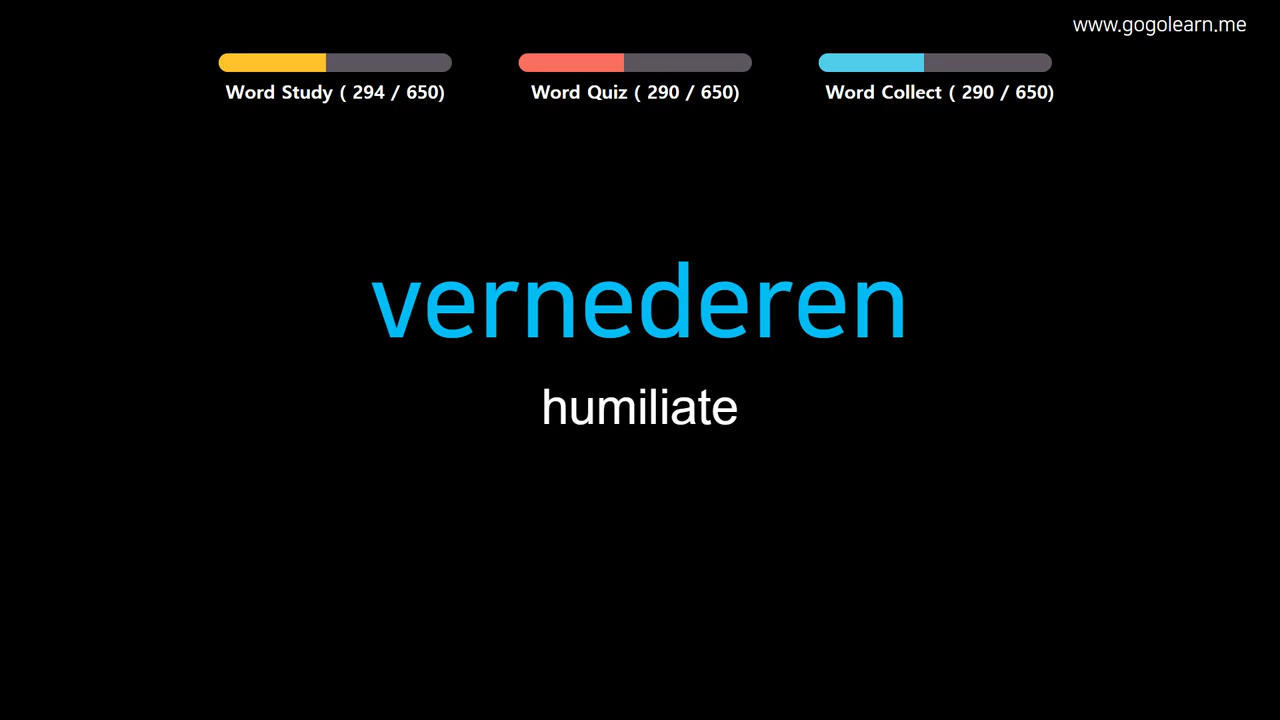 www.gogolearn.me
Word Study ( 294 / 650)
Word Quiz ( 290 / 650)
Word Collect ( 290 / 650)
vernederen
humiliate